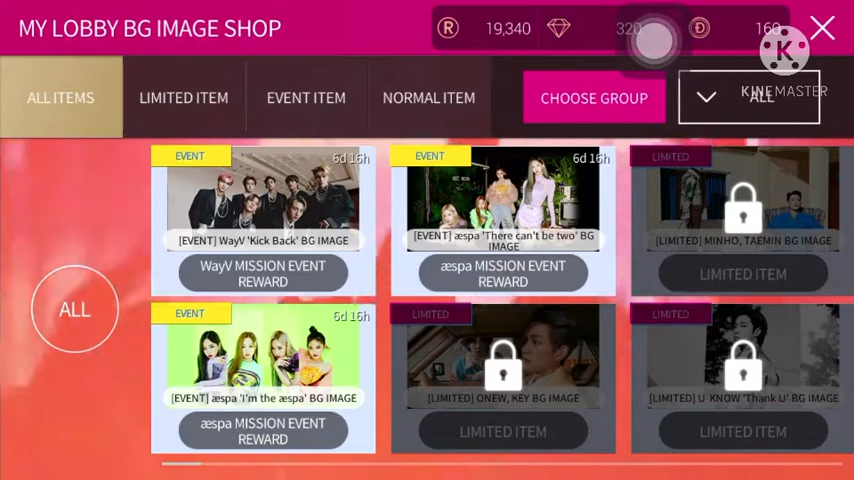 MY LOBBY BG IMAGE SHOP
R 19,340
320
Đ 160
K
KINEMASTER
ALL ITEMS
LIMITED ITEM
EVENT ITEM
NORMAL ITEM
CHOOSE GROUP
ALL
ALL
EVENT
6d 16h
[EVENT] WayV 'Kick Back' BG IMAGE
WayV MISSION EVENT
REWARD
EVENT
6d 16h
[EVENT] æspa 'There can't be two' BG
IMAGE
æspa MISSION EVENT
REWARD
LIMITED
[LIMITED] MINHO, TAEMIN BG IMAGE
LIMITED ITEM
EVENT
6d 16h
[EVENT] æspa 'I'm the æspa' BG IMAGE
æspa MISSION EVENT
REWARD
LIMITED
[LIMITED] ONEW, KEY BG IMAGE
LIMITED ITEM
LIMITED
[LIMITED] U-KNOW 'Thank U' BG IMAGE
LIMITED ITEM